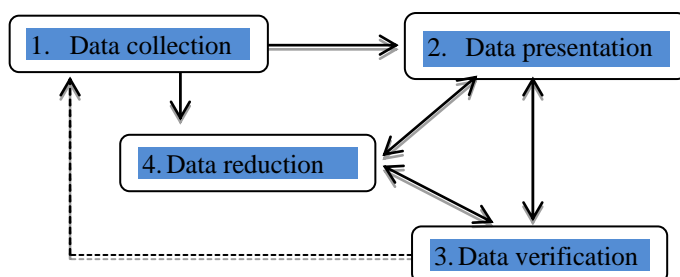 1. Data collection
2. Data presentation
4. Data reduction
3. Data verification